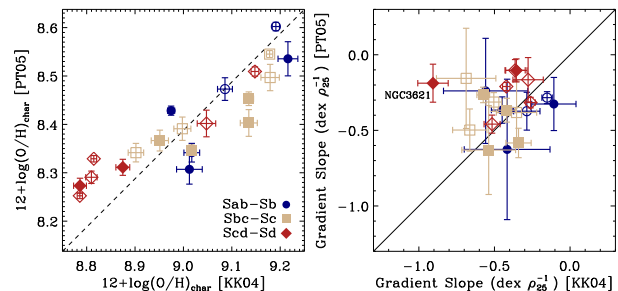 12+log(O/H)char [PT05]
8.6
8.5
8.4
8.3
8.2
Sab-Sb
Sbc-Sc
Scd-Sd
8.8 8.9 9.0 9.1 9.2
12+log(O/H)char [KK04]
Gradient Slope (dex ρ25⁻¹) [PT05]
0.0
-0.5
-1.0
NGC3621
-1.0 -0.5 0.0
Gradient Slope (dex ρ25⁻¹) [KK04]